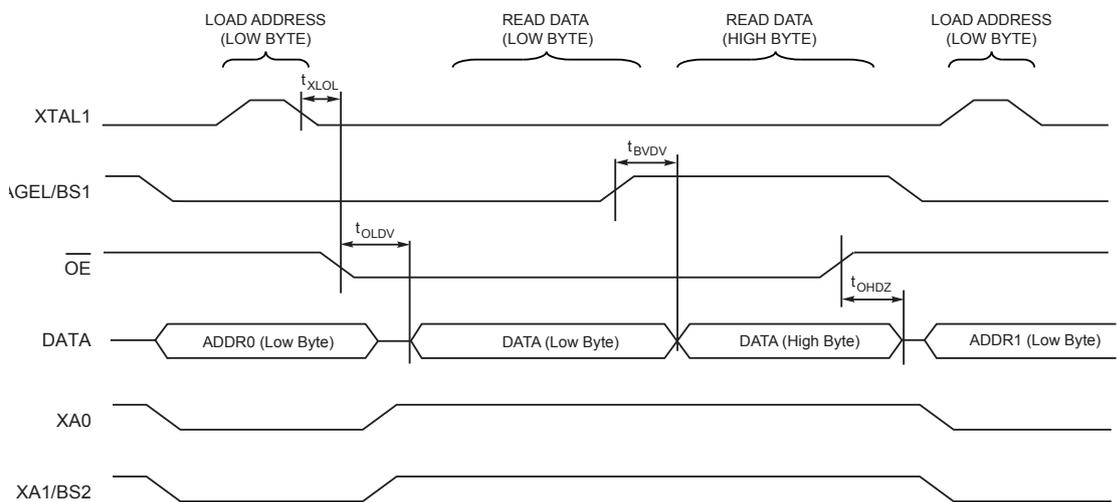 LOAD ADDRESS
(LOW BYTE)
READ DATA
(LOW BYTE)
READ DATA
(HIGH BYTE)
LOAD ADDRESS
(LOW BYTE)
tXLOL
XTAL1
tBVDV
AGEL/BS1
tOLDV
OE
tOHDZ
DATA
ADDR0 (Low Byte)
DATA (Low Byte)
DATA (High Byte)
ADDR1 (Low Byte)
XA0
XA1/BS2